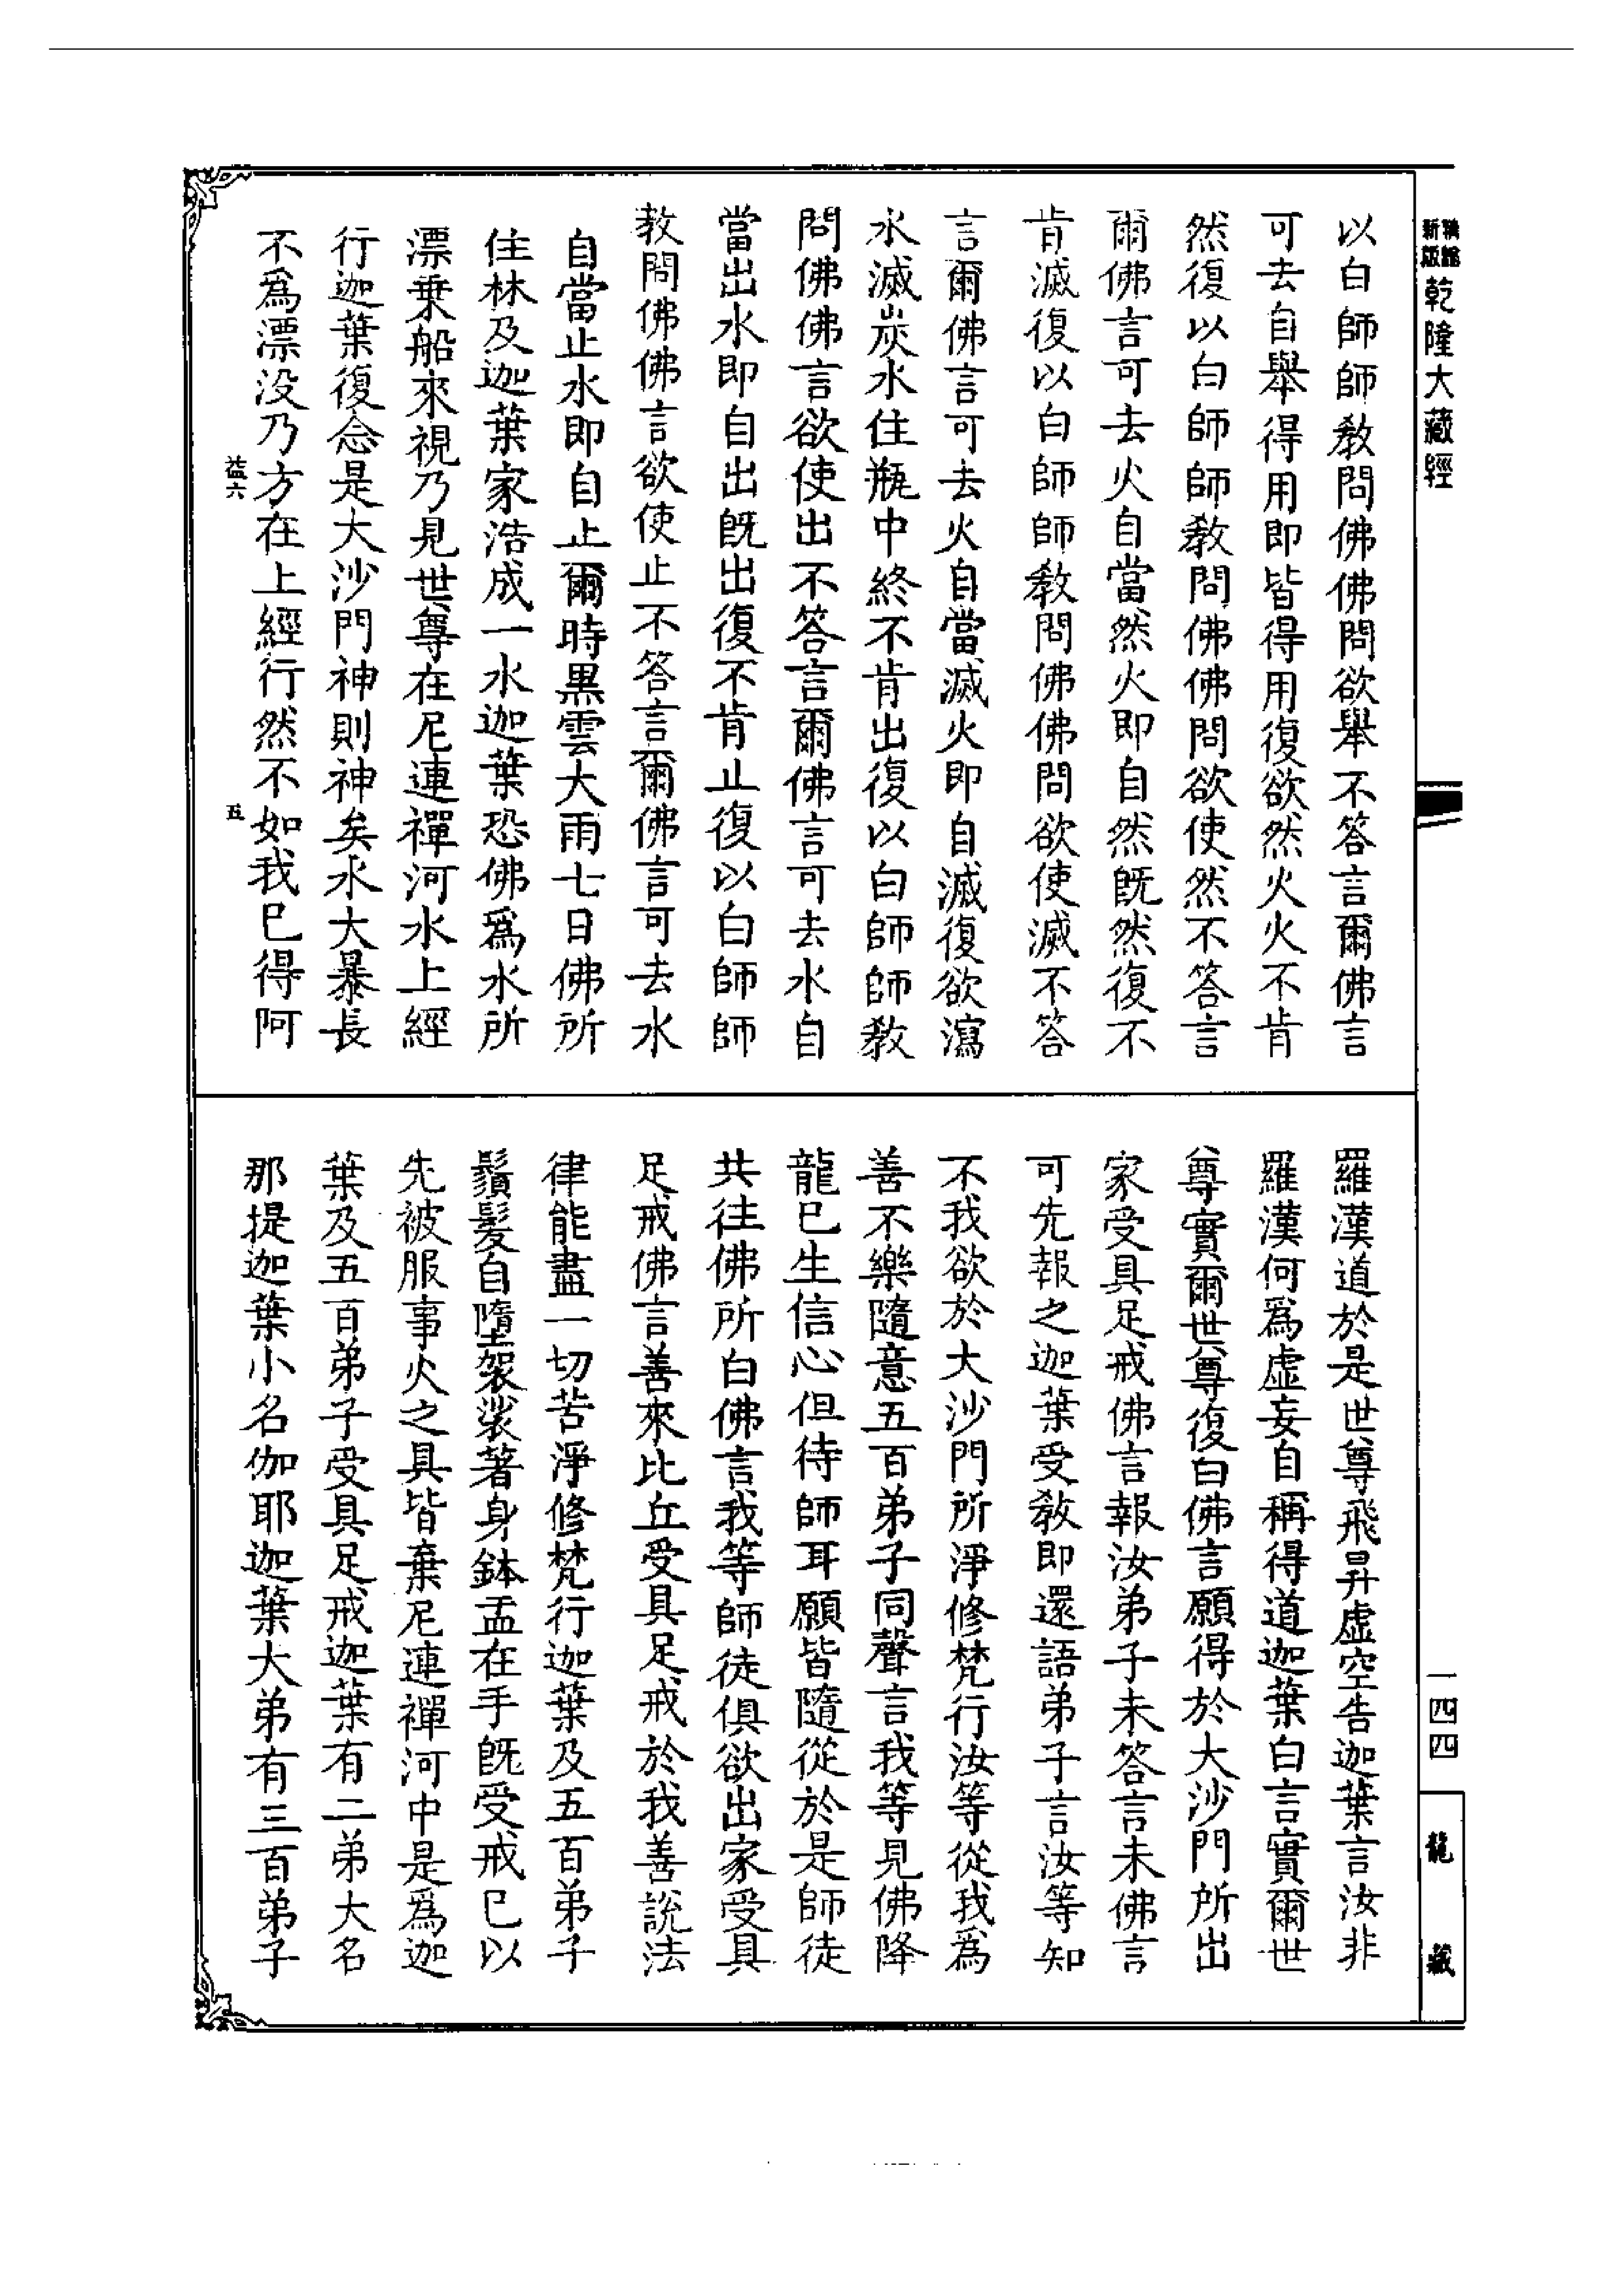 乾隆大藏經
以白師師教問佛佛問欲舉不答言爾佛言
可去自舉得用即皆得用復欲然火火不肯
然復以白師師教問佛佛問欲使然不答言
爾佛言可去火自當然火即自然旣然復不
肯滅復以白師師教問佛佛問欲使滅不答
言爾佛言可去火自當滅火即自滅復欲瀉
水滅炭水住瓶中終不肯出復以白師師教
問佛佛言欲使出不答言爾佛言可去水自
當出水即自出旣出復不肯止復以白師師
教問佛佛言欲使止不答言爾佛言可去水
自當止水即自止爾時黒雲大雨七日佛所
住林及迦葉家浩成一水迦葉恐佛爲水所
漂乗船來視乃見世尊在尼連禪河水上經
行迦葉復念是大沙門神則神矣水大暴長
不爲漂没乃方在上經行然不如我已得阿
益六
五
羅漢道於是世尊飛昇虛空告迦葉言汝非
羅漢何爲虛妄自稱得道迦葉白言實爾世
尊實爾世尊復白佛言願得於大沙門所出
家受具足戒佛言報汝弟子未答言未佛言
可先報之迦葉受教即還語弟子言汝等知
不我欲於大沙門所淨修梵行汝等從我爲
善不樂隨意五百弟子同聲言我等見佛降
龍已生信心但待師耳願皆隨從於是師徒
共往佛所白佛言我等師徒俱欲出家受具
足戒佛言善來比丘受具足戒於我善說法
律能盡一切苦淨修梵行迦葉及五百弟子
鬚髮自墮袈裟著身鉢盂在手旣受戒已以
先被服事火之具皆棄尼連禪河中是爲迦
葉及五百弟子受具足戒迦葉有二弟大名
那提迦葉小名伽耶迦葉大弟有三百弟子
一四四
龍藏